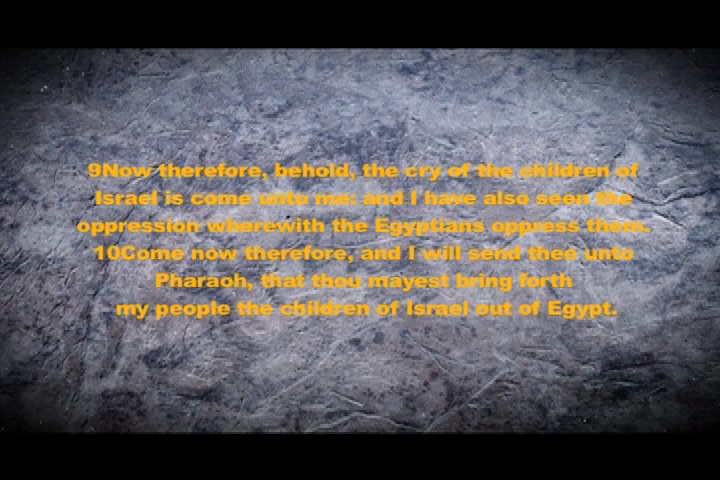 9Now therefore, behold, the cry of the children of
Israel is come unto me: and I have also seen the
oppression wherewith the Egyptians oppress them.
10Come now therefore, and I will send thee unto
Pharaoh, that thou mayest bring forth
my people the children of Israel out of Egypt.